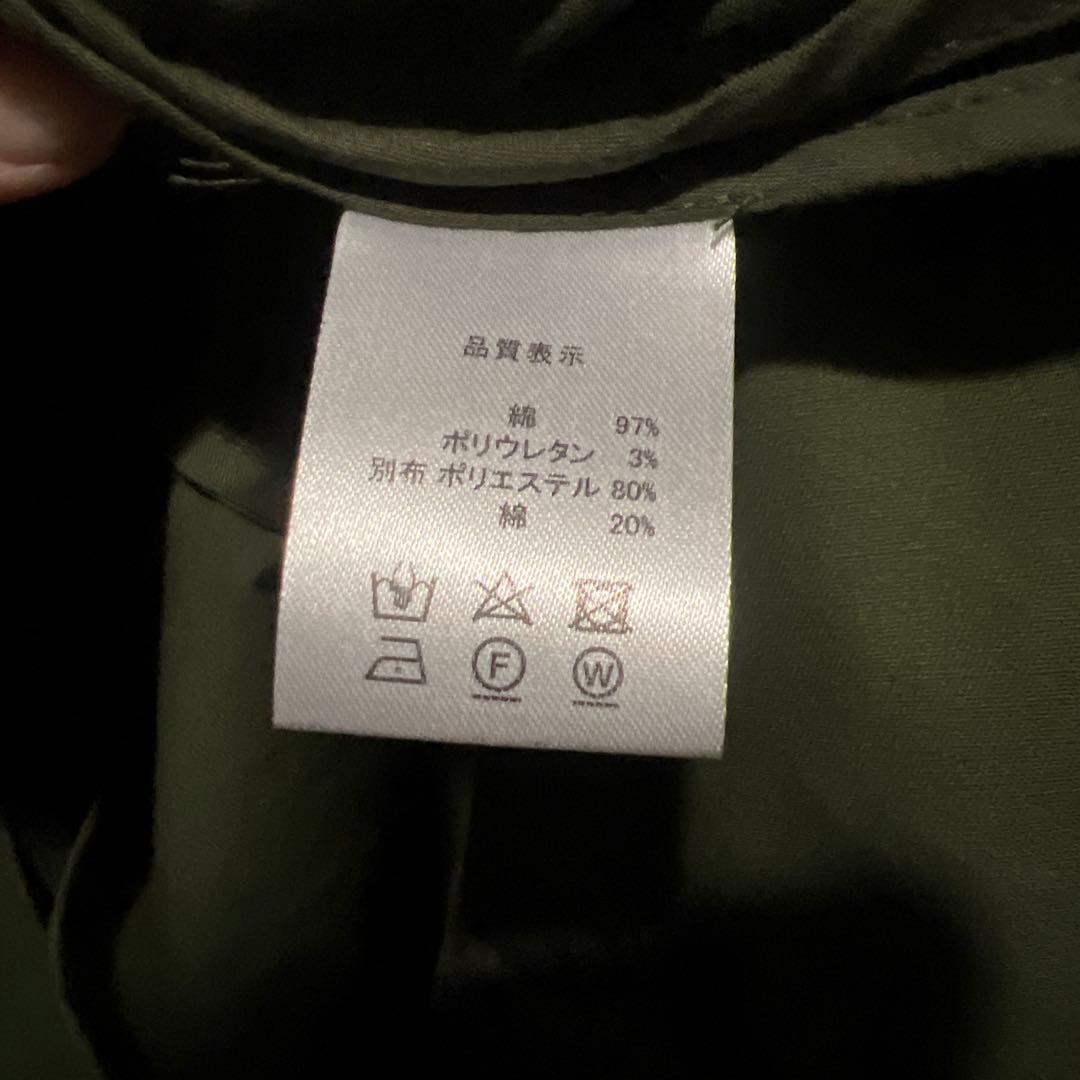 品質表示
綿 97%
ポリウレタン 3%
別布 ポリエステル 80%
綿 20%
F W